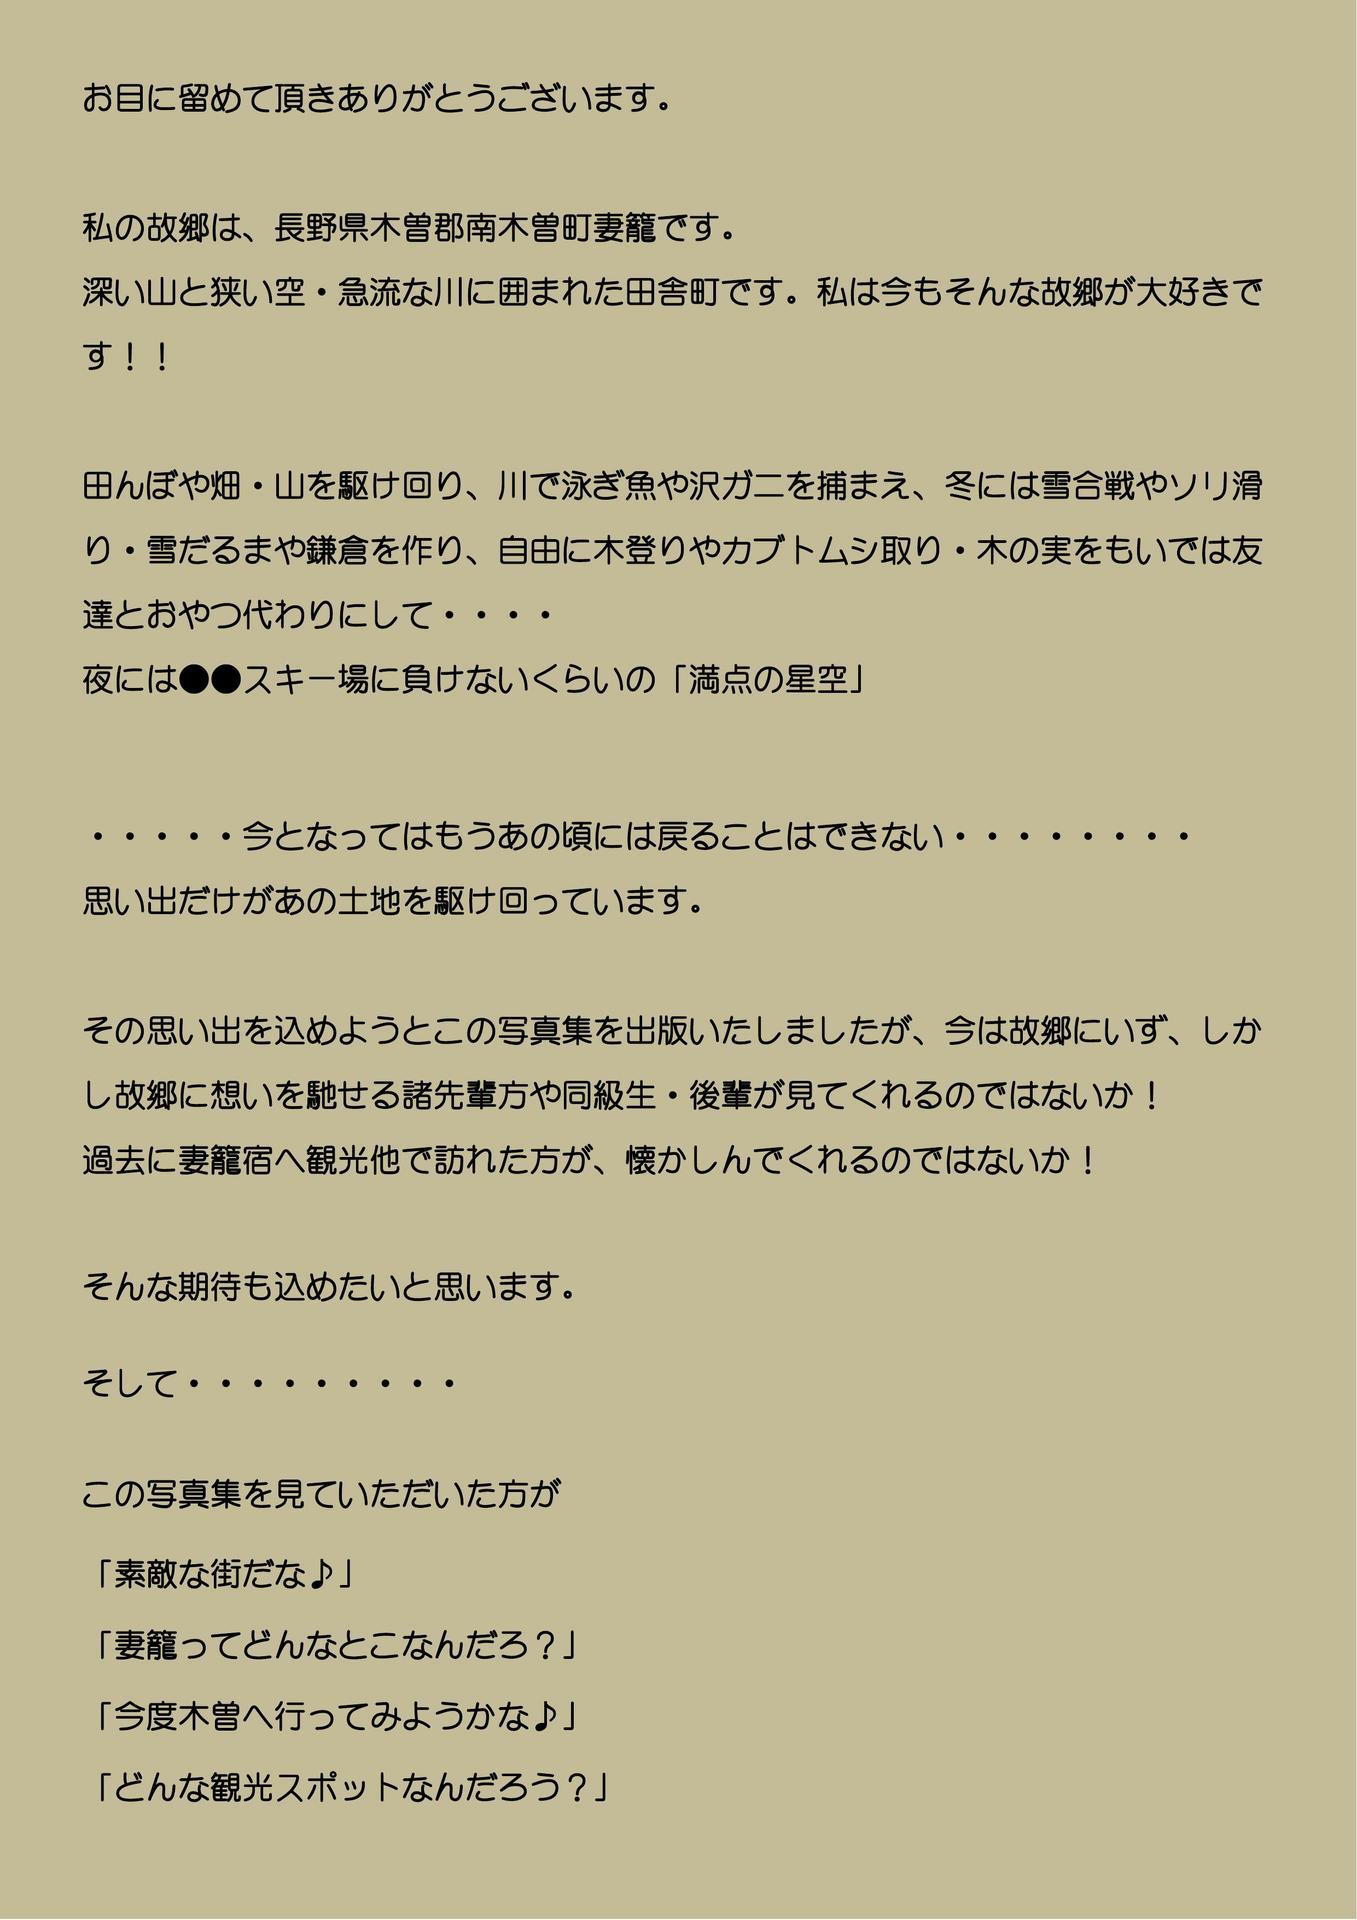 お目に留めて頂きありがとうございます。
私の故郷は、長野県木曽郡南木曽町妻籠です。
深い山と狭い空・急流な川に囲まれた田舎町です。私は今もそんな故郷が大好きで
す！！
田んぼや畑・山を駆け回り、川で泳ぎ魚や沢ガニを捕まえ、冬には雪合戦やソリ滑
り・雪だるまや鎌倉を作り、自由に木登りやカブトムシ取り・木の実をもいでは友
達とおやつ代わりにして・・・・
夜には●●スキー場に負けないくらいの「満点の星空」
・・・・・今となってはもうあの頃には戻ることはできない・・・・・・・・
思い出だけがあの土地を駆け回っています。
その思い出を込めようとこの写真集を出版いたしましたが、今は故郷にいず、しか
し故郷に想いを馳せる諸先輩方や同級生・後輩が見てくれるのではないか！
過去に妻籠宿へ観光他で訪れた方が、懐かしんでくれるのではないか！
そんな期待も込めたいと思います。
そして・・・・・・・・・
この写真集を見ていただいた方が
「素敵な街だな♪」
「妻籠ってどんなとこなんだろ？」
「今度木曽へ行ってみようかな♪」
「どんな観光スポットなんだろう？」